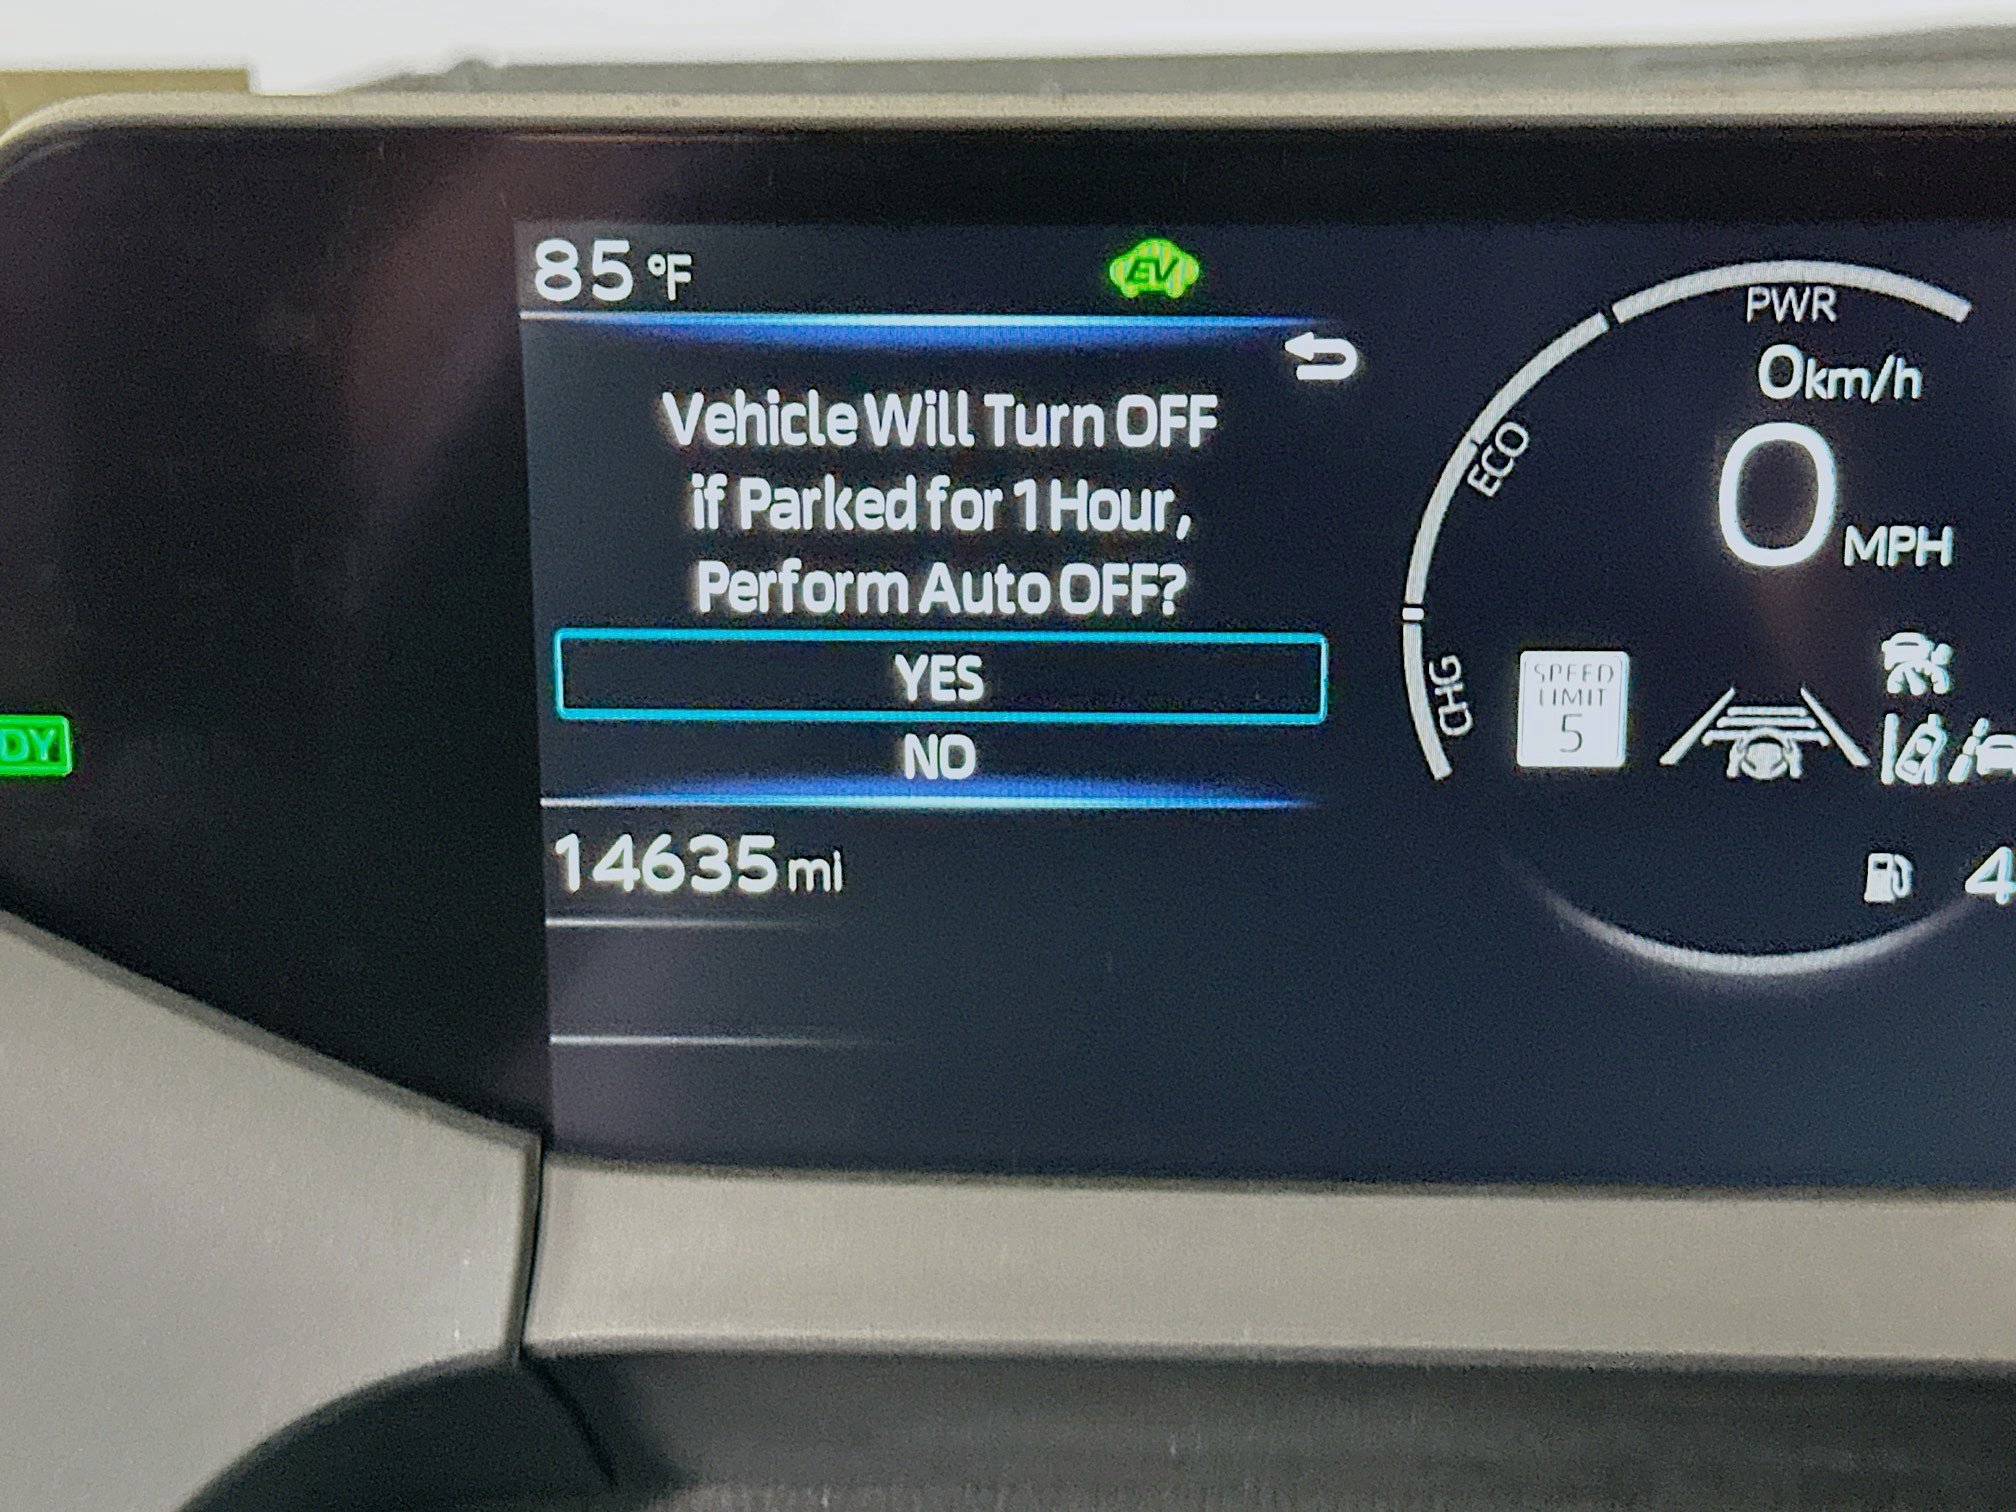 85 °F
EV
Vehicle Will Turn OFF
if Parked for 1 Hour,
Perform Auto OFF?
YES
NO
14635 mi
DY
PWR
0 km/h
0 MPH
ECO
CHG
SPEED
LIMIT
5
4